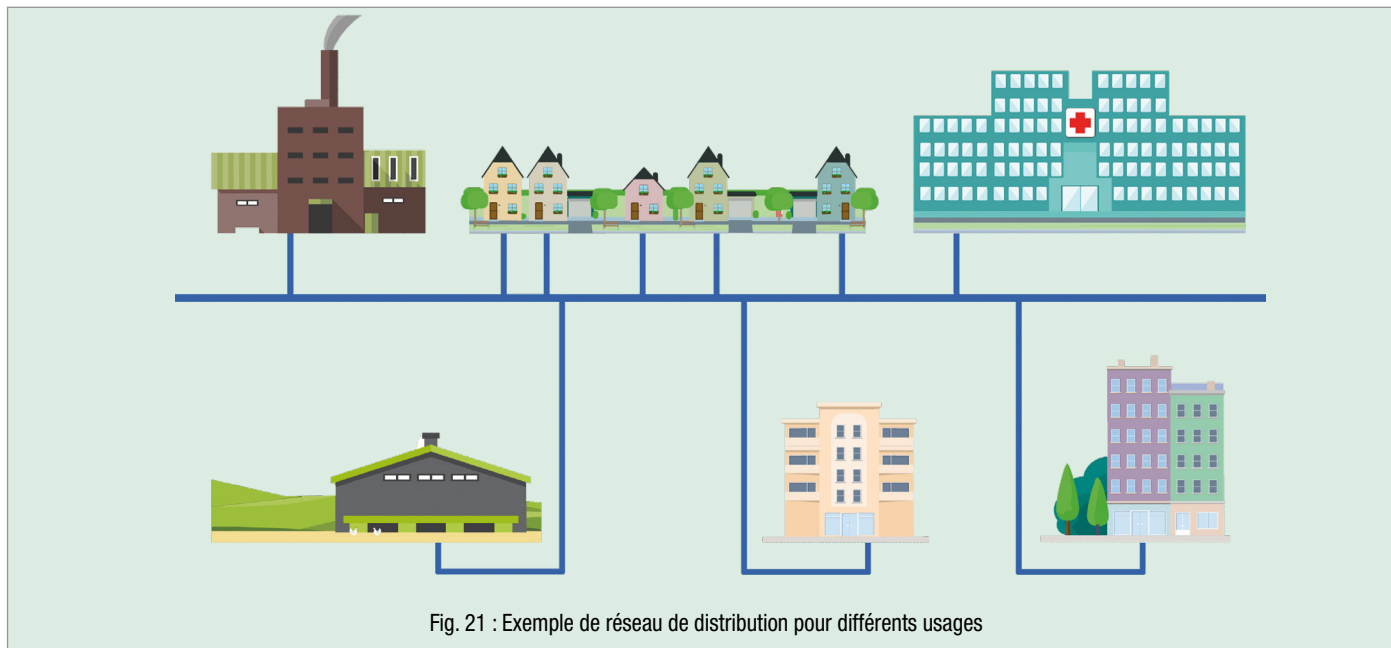 Fig. 21 : Exemple de réseau de distribution pour différents usages